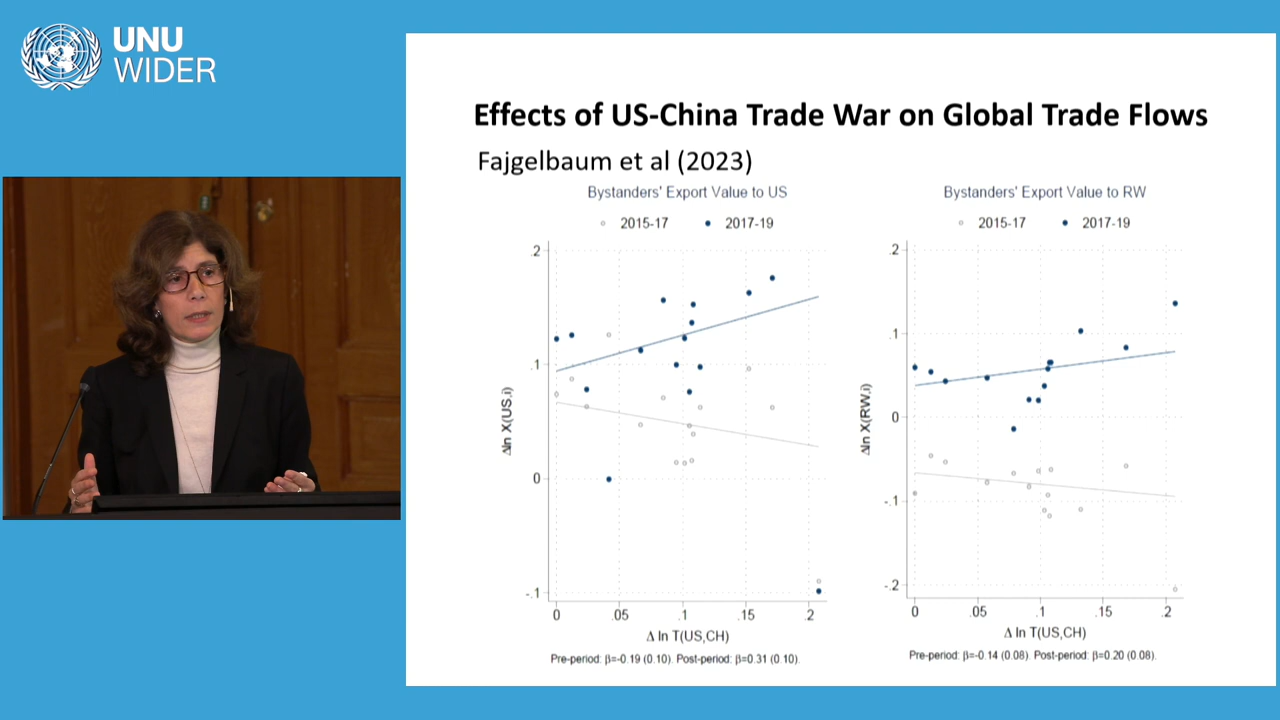 UNU
WIDER
Effects of US-China Trade War on Global Trade Flows
Fajgelbaum et al (2023)
Bystanders' Export Value to US
2015-17 2017-19
.2
.1
0
-.1
Δln X(US,i)
0 .05 .1 .15 .2
Δ ln T(US,CH)
Pre-period: β=-0.19 (0.10). Post-period: β=0.31 (0.10).
Bystanders' Export Value to RW
2015-17 2017-19
.2
.1
0
-.1
-.2
Δln X(RW,i)
0 .05 .1 .15 .2
Δ ln T(US,CH)
Pre-period: β=-0.14 (0.08). Post-period: β=0.20 (0.08).